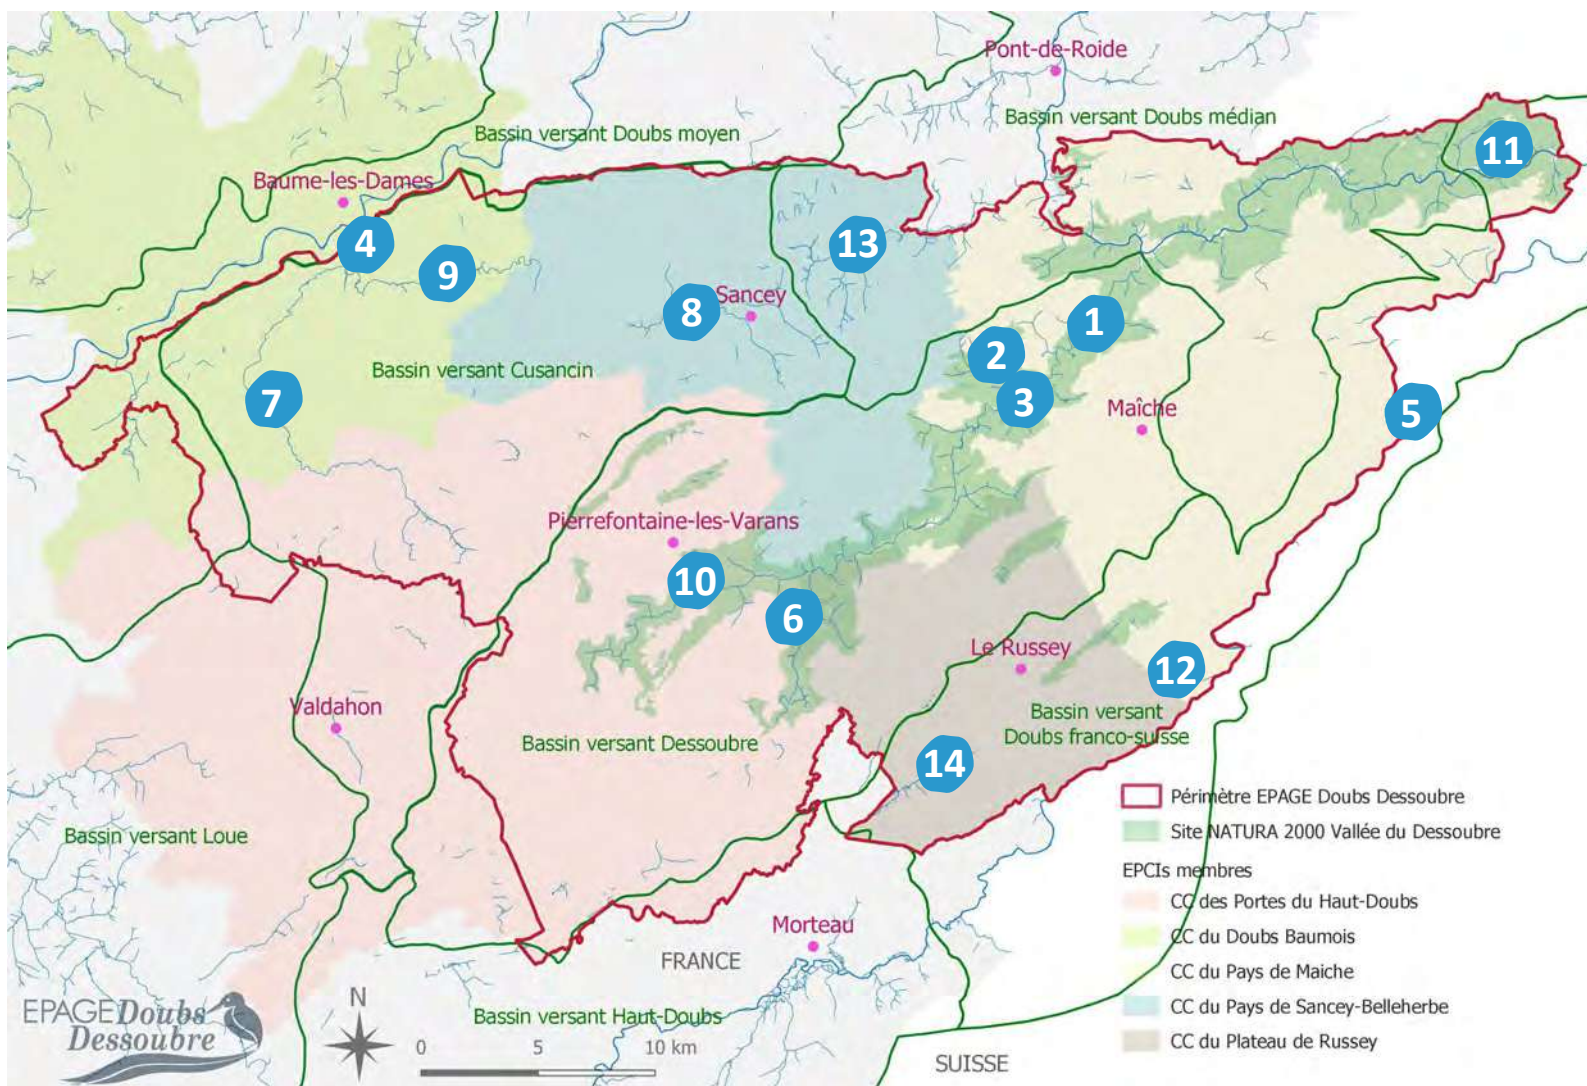 Pont-de-Roide
Bassin versant Doubs médian
Bassin versant Doubs moyen
11
Baume-les-Dames
4
13
9
Sancey
8
1
2
Bassin versant Cusancin
3
7
Maîche
5
Pierrefontaine-les-Varans
10
6
Le Russey
12
Valdahon
Bassin versant
Doubs franco-suisse
Bassin versant Dessoubre
14
Bassin versant Loue
Périmètre EPAGE Doubs Dessoubre
Site NATURA 2000 Vallée du Dessoubre
EPCIs membres
CC des Portes du Haut-Doubs
CC du Doubs Baumois
CC du Pays de Maiche
CC du Pays de Sancey-Belleherbe
CC du Plateau de Russey
Morteau
FRANCE
SUISSE
Bassin versant Haut-Doubs
EPAGE Doubs
Dessoubre
N
0 5 10 km